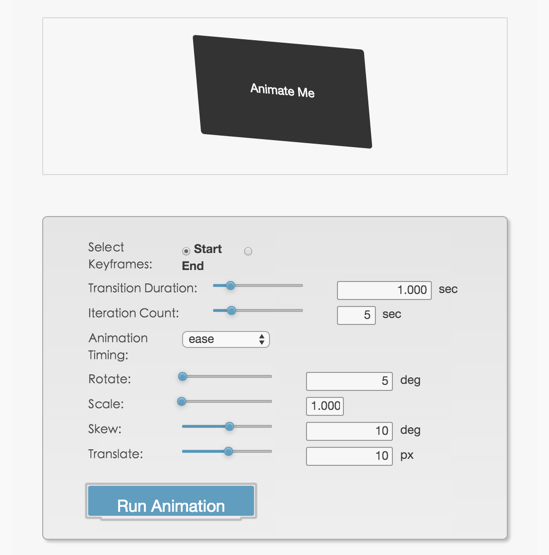 Animate Me
Select Keyframes:
Start
End
Transition Duration: 1.000 sec
Iteration Count: 5 sec
Animation Timing: ease
Rotate: 5 deg
Scale: 1.000
Skew: 10 deg
Translate: 10 px
Run Animation